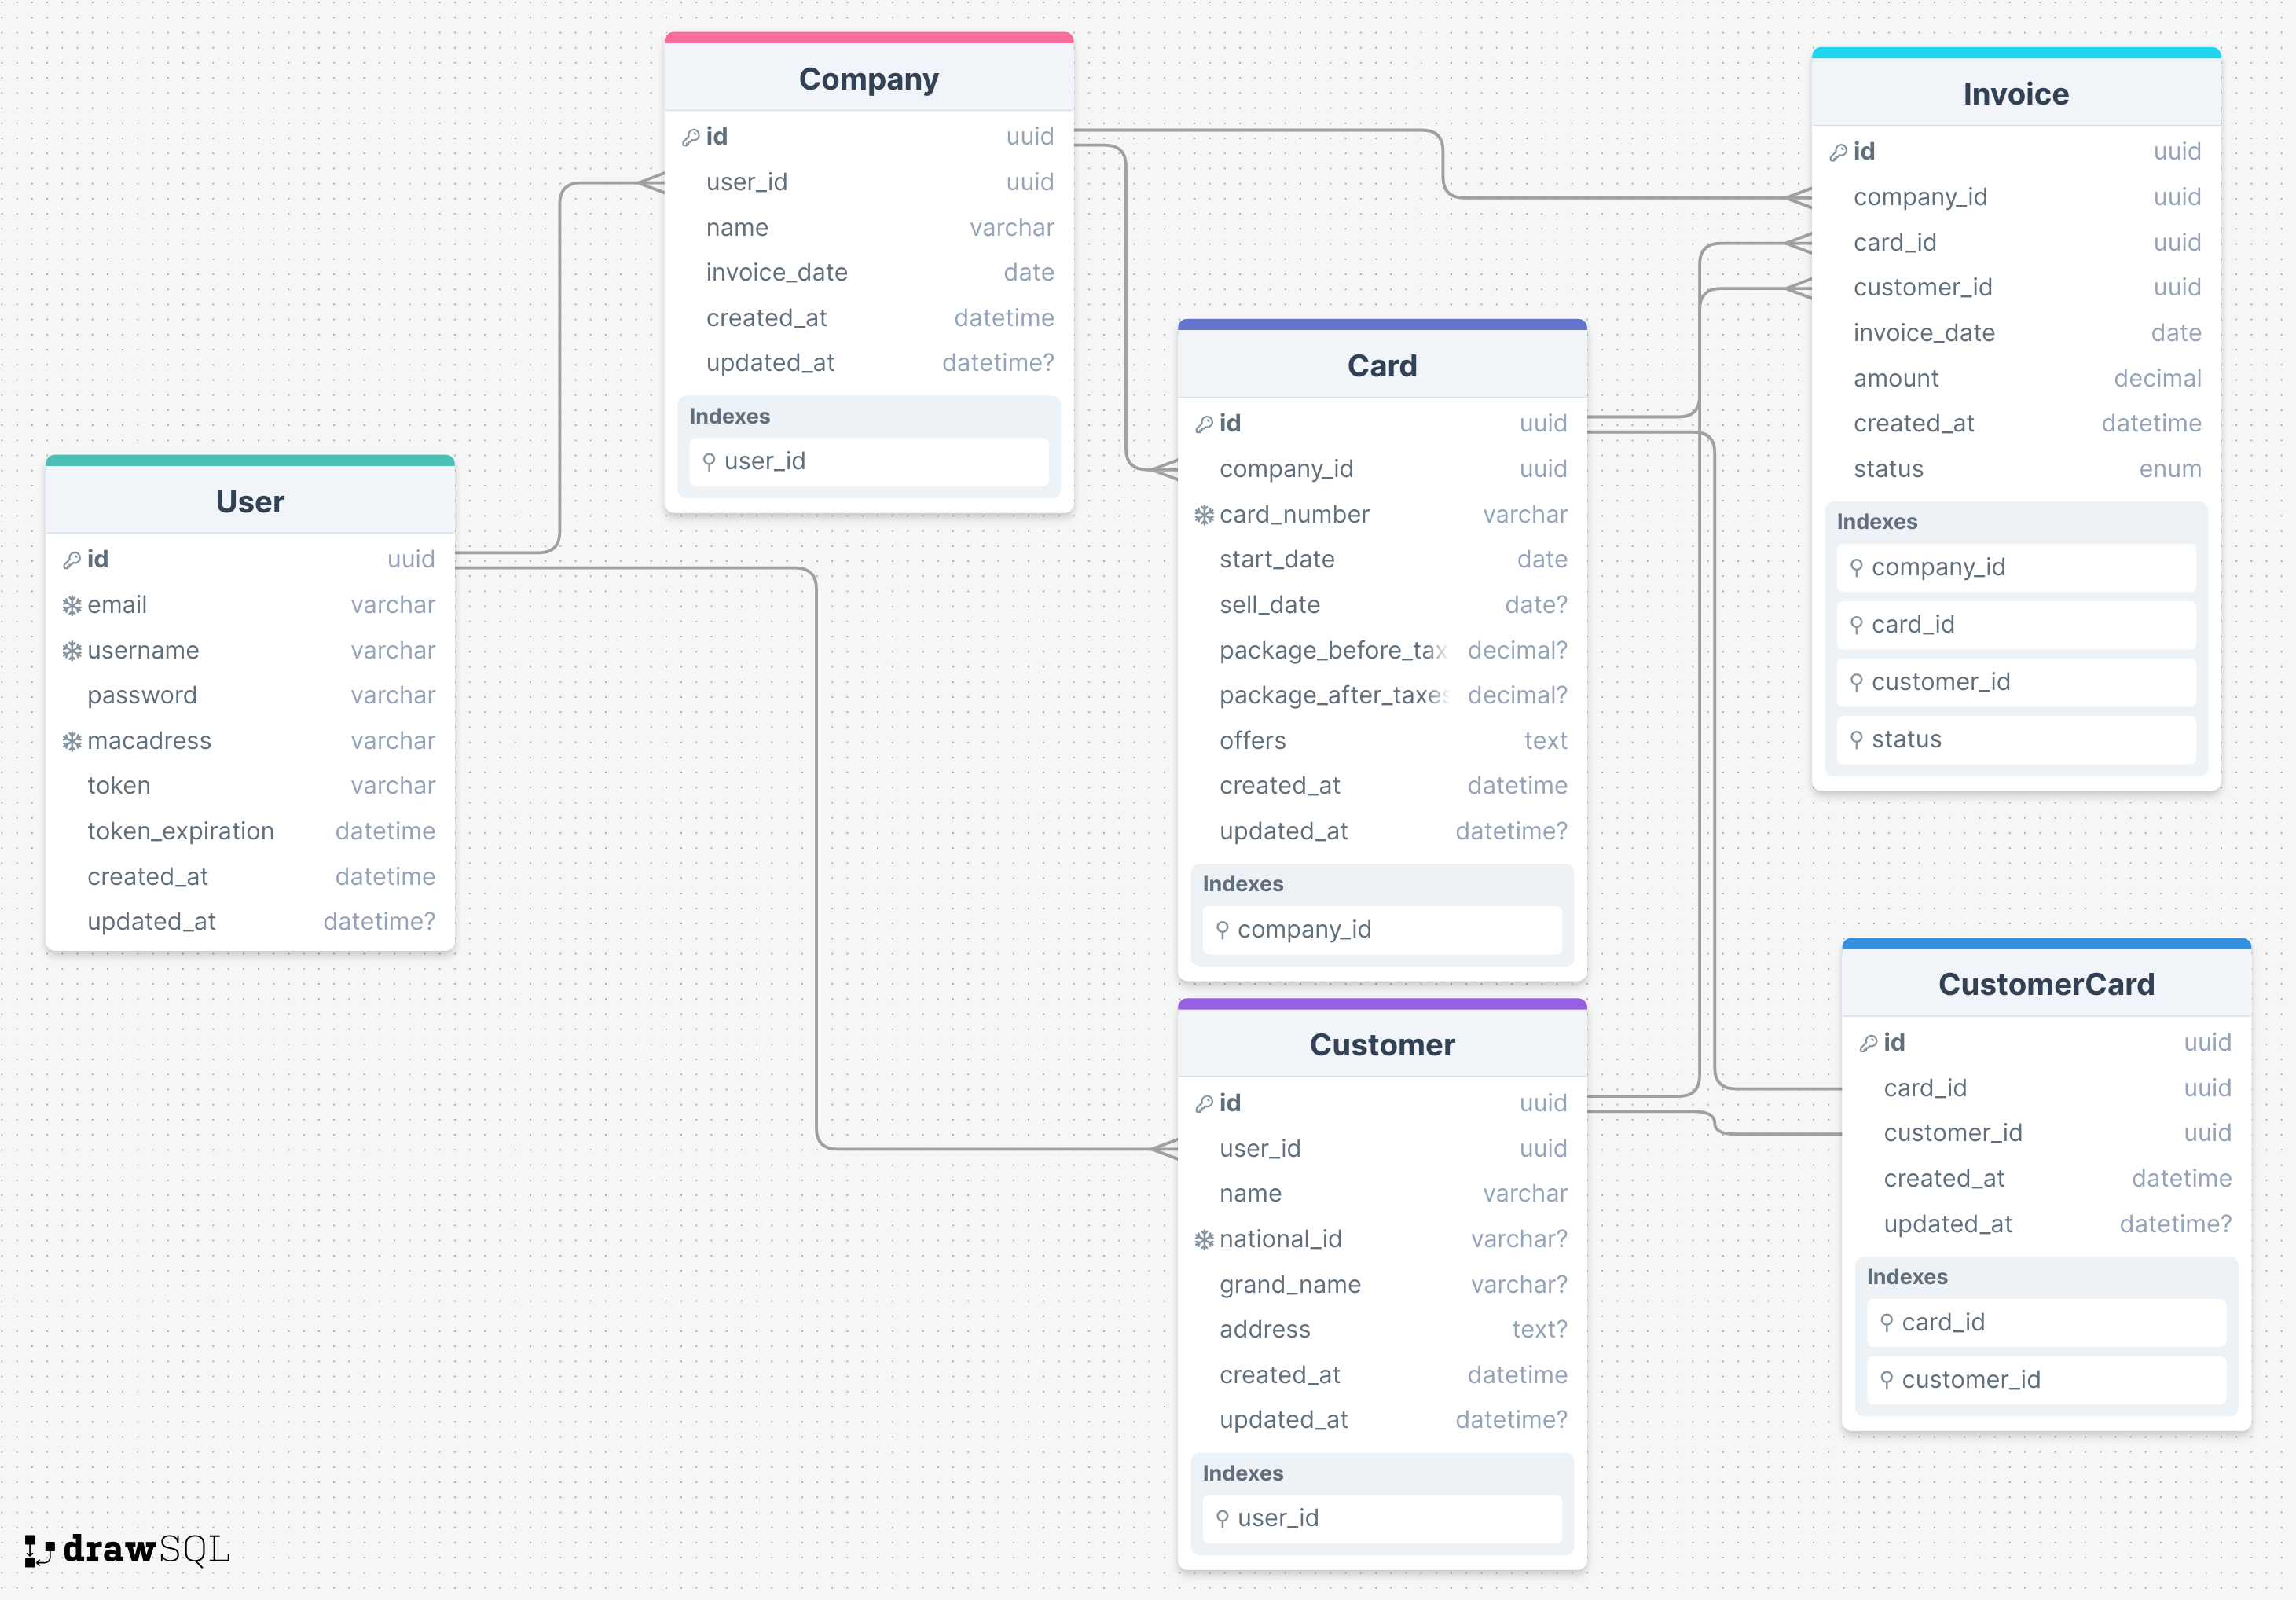 Company
id uuid
user_id uuid
name varchar
invoice_date date
created_at datetime
updated_at datetime?
Indexes
user_id
Invoice
id uuid
company_id uuid
card_id uuid
customer_id uuid
invoice_date date
amount decimal
created_at datetime
status enum
Indexes
company_id
card_id
customer_id
status
Card
id uuid
company_id uuid
card_number varchar
start_date date
sell_date date?
package_before_tax decimal?
package_after_taxes decimal?
offers text
created_at datetime
updated_at datetime?
Indexes
company_id
User
id uuid
email varchar
username varchar
password varchar
macadress varchar
token varchar
token_expiration datetime
created_at datetime
updated_at datetime?
Customer
id uuid
user_id uuid
name varchar
national_id varchar?
grand_name varchar?
address text?
created_at datetime
updated_at datetime?
Indexes
user_id
CustomerCard
id uuid
card_id uuid
customer_id uuid
created_at datetime
updated_at datetime?
Indexes
card_id
customer_id
drawSQL